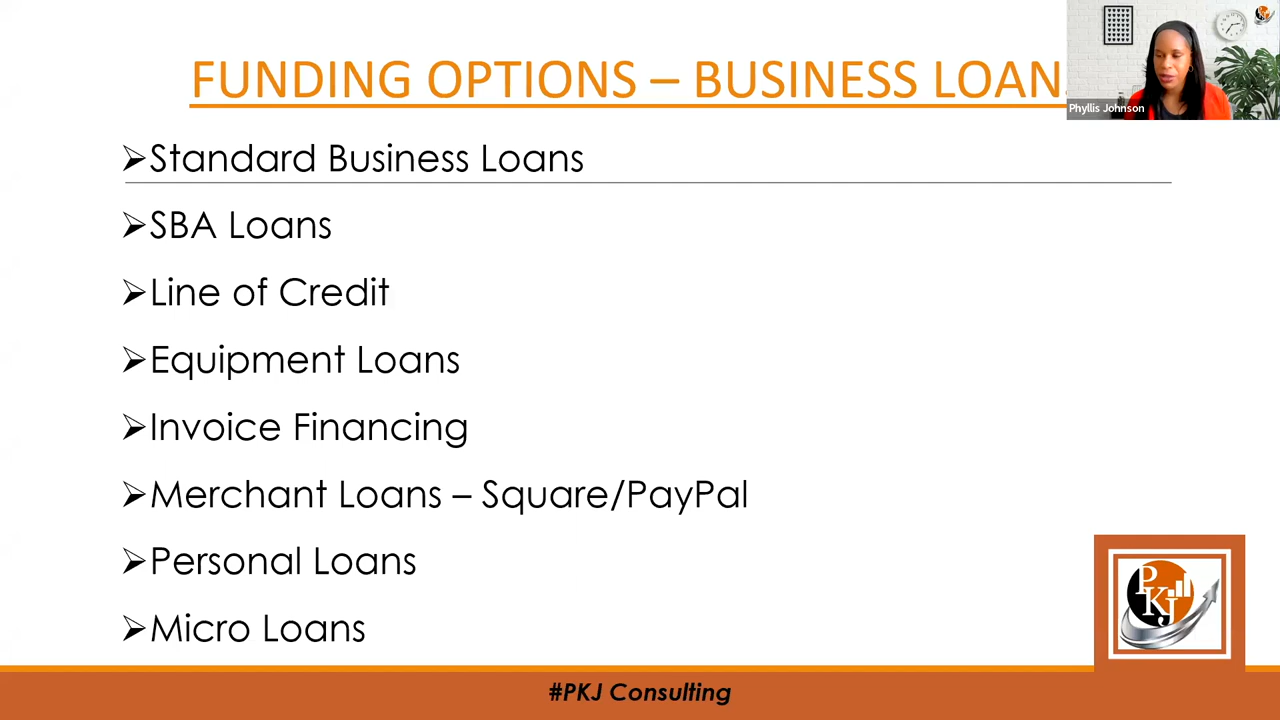 FUNDING OPTIONS – BUSINESS LOAN
Phyllis Johnson
➢Standard Business Loans
➢SBA Loans
➢Line of Credit
➢Equipment Loans
➢Invoice Financing
➢Merchant Loans – Square/PayPal
➢Personal Loans
➢Micro Loans
PKJ
#PKJ Consulting